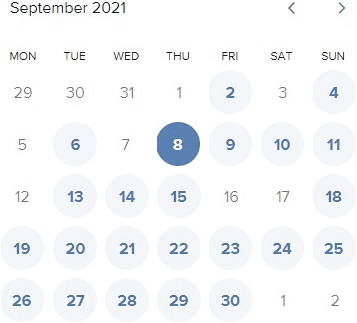 September 2021
MON TUE WED THU FRI SAT SUN
29 30 31 1 2 3 4
5 6 7 8 9 10 11
12 13 14 15 16 17 18
19 20 21 22 23 24 25
26 27 28 29 30 1 2